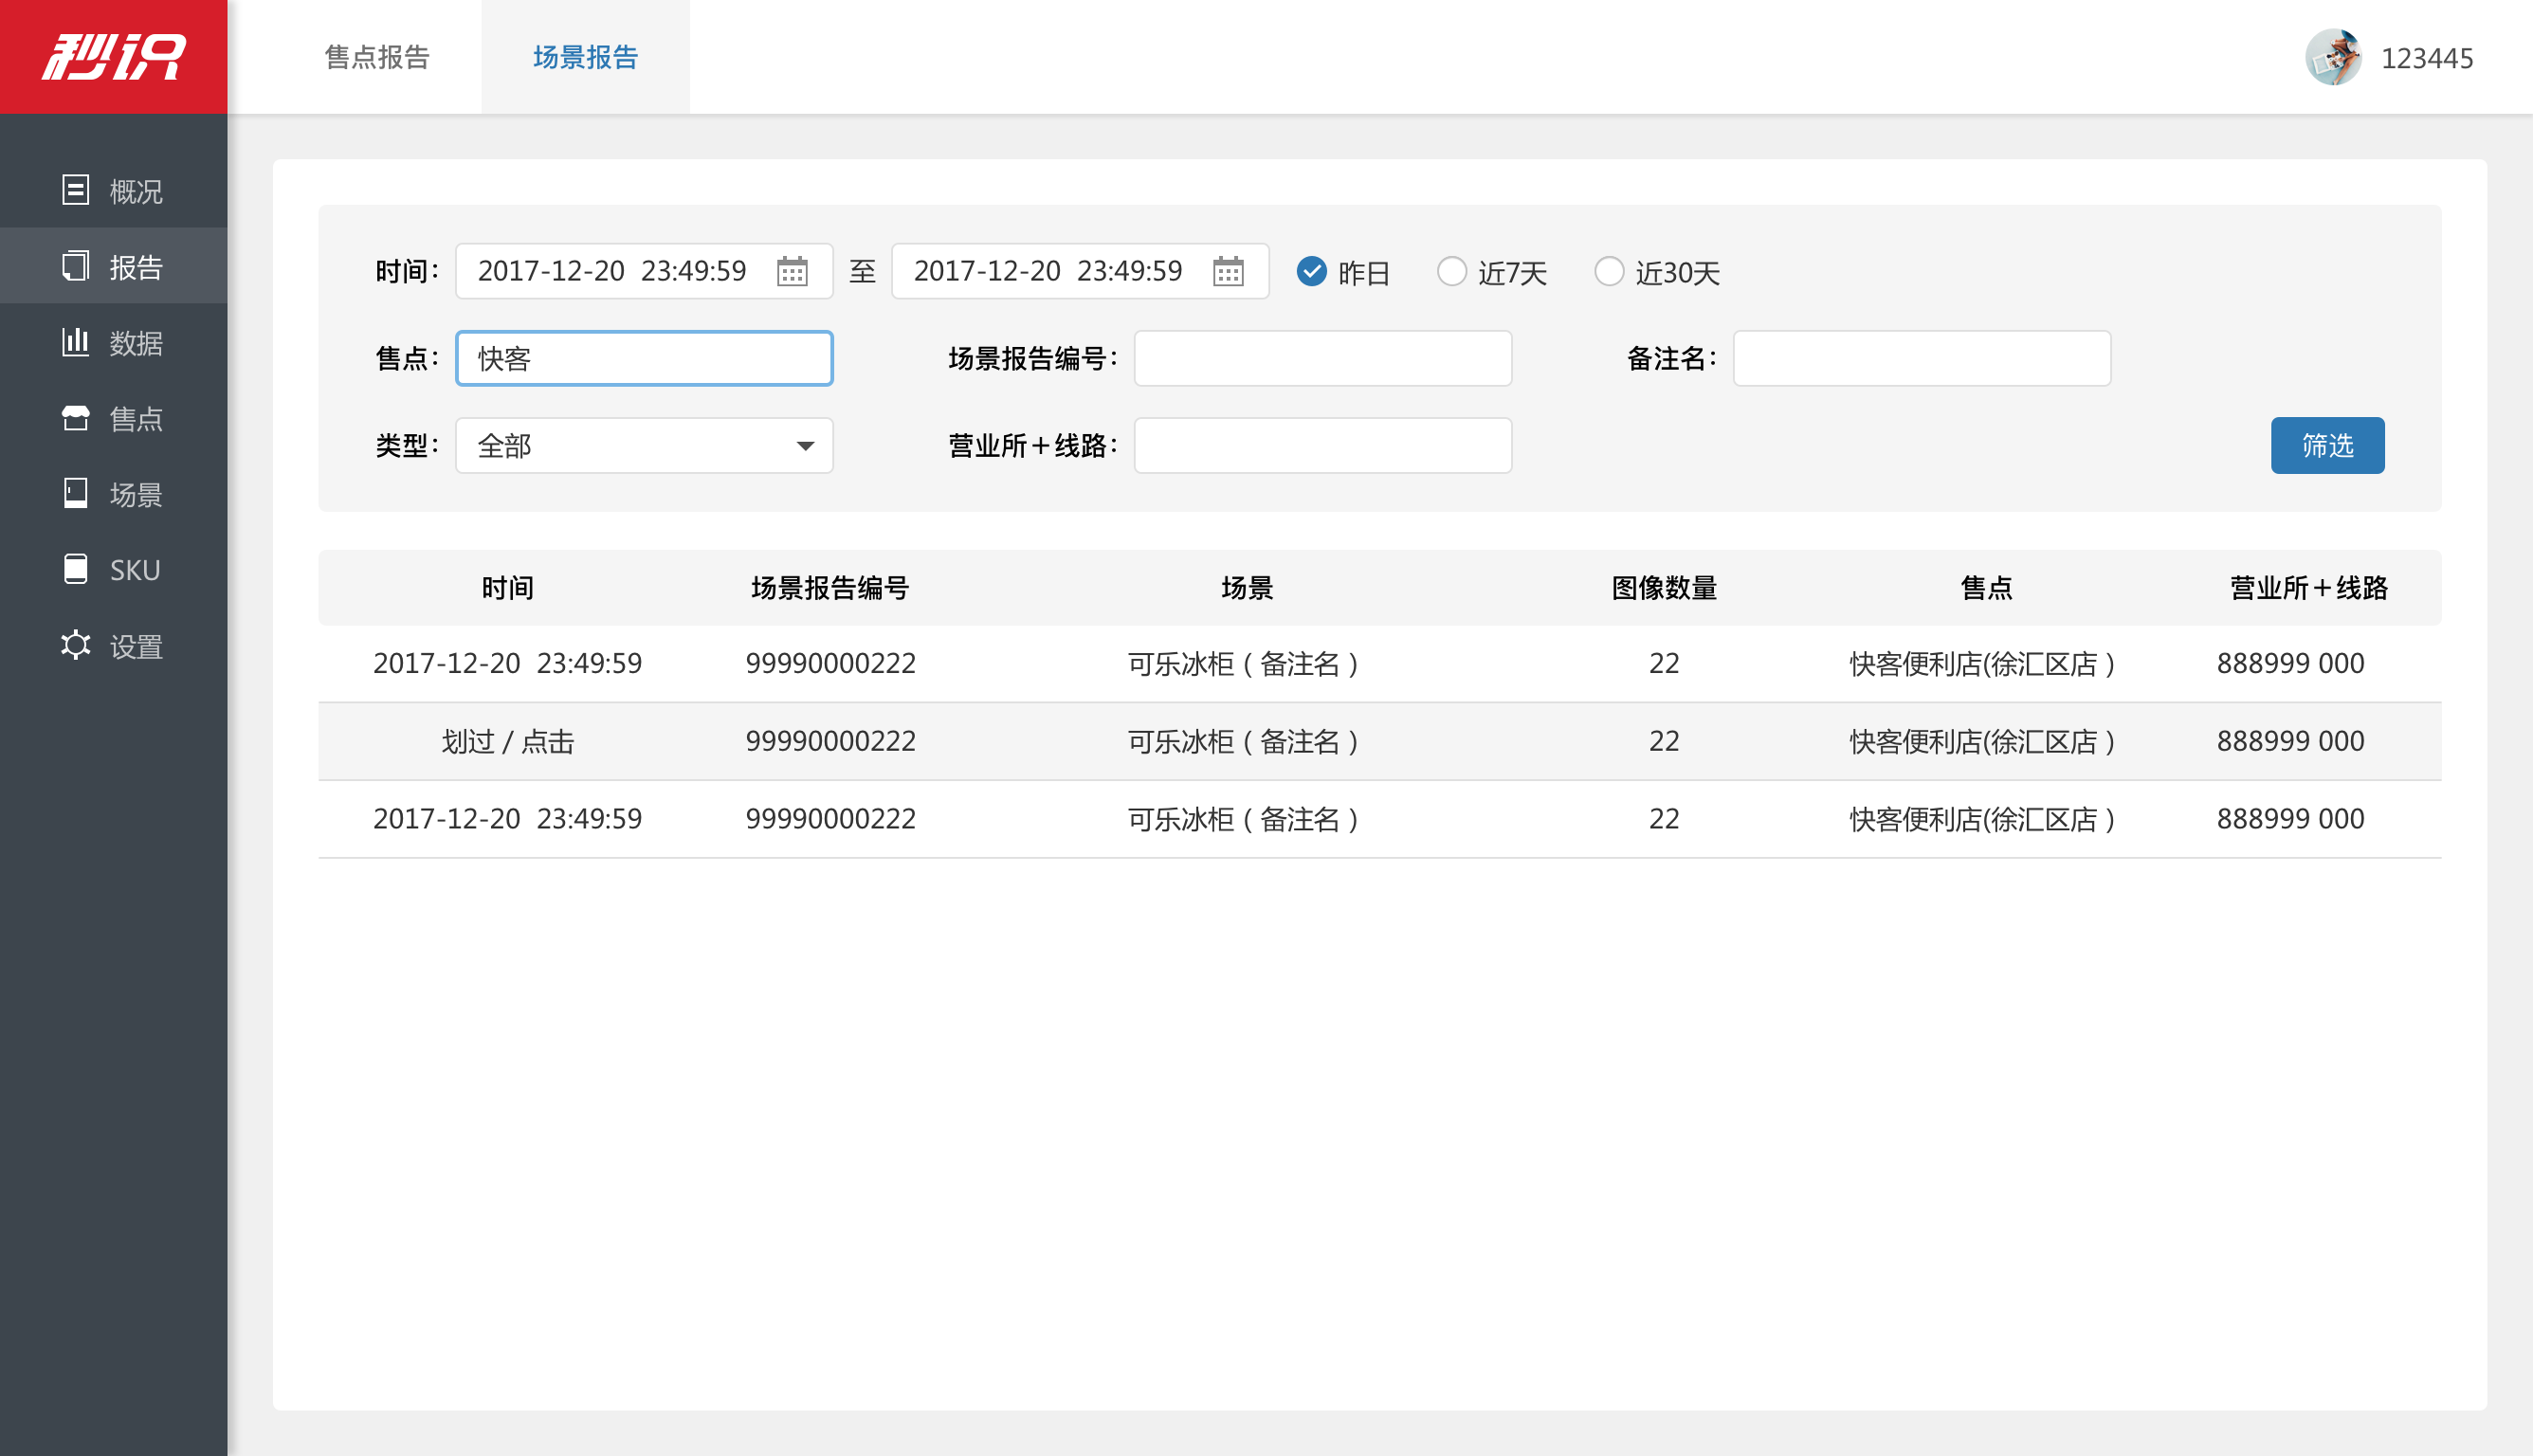 秒识
售点报告 场景报告 123445
概况
报告
数据
售点
场景
SKU
设置
时间： 2017-12-20 23:49:59 至 2017-12-20 23:49:59 昨日 近7天 近30天
售点： 快客 场景报告编号： 备注名：
类型： 全部 营业所＋线路： 筛选
时间 场景报告编号 场景 图像数量 售点 营业所＋线路
2017-12-20 23:49:59 99990000222 可乐冰柜（备注名） 22 快客便利店(徐汇区店） 888999 000
划过 / 点击 99990000222 可乐冰柜（备注名） 22 快客便利店(徐汇区店） 888999 000
2017-12-20 23:49:59 99990000222 可乐冰柜（备注名） 22 快客便利店(徐汇区店） 888999 000